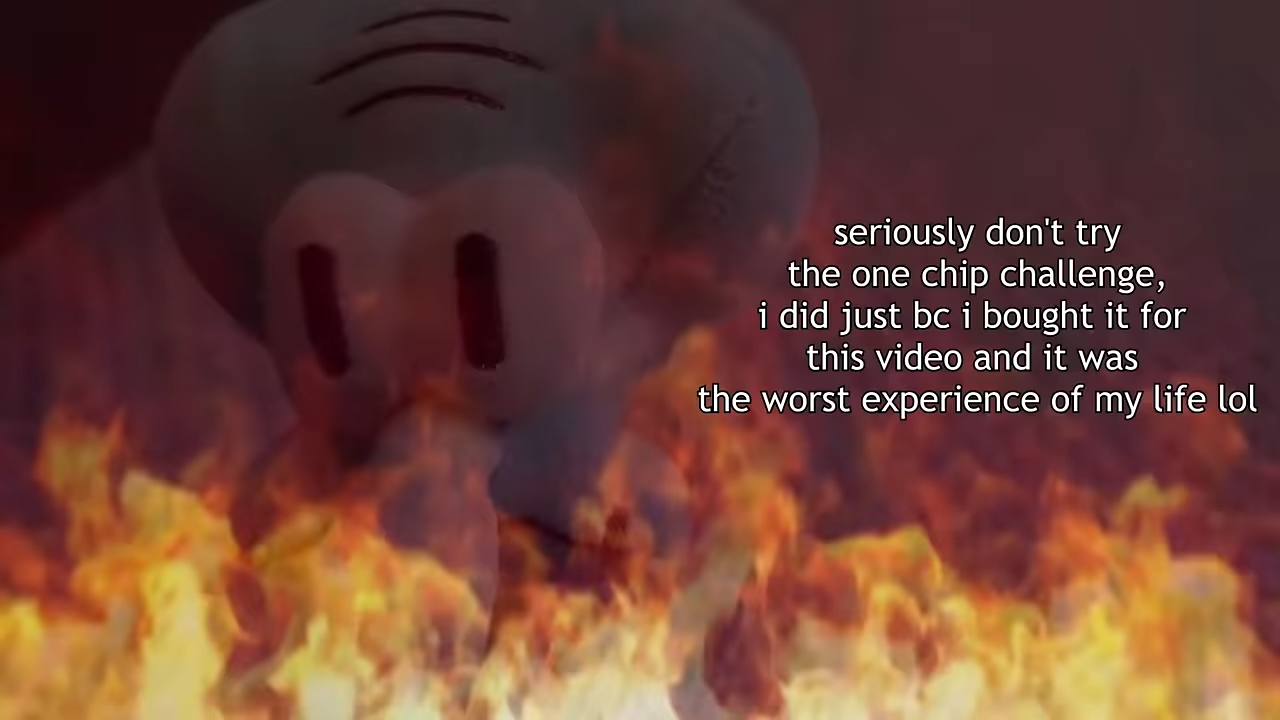 seriously don't try
the one chip challenge,
i did just bc i bought it for
this video and it was
the worst experience of my life lol